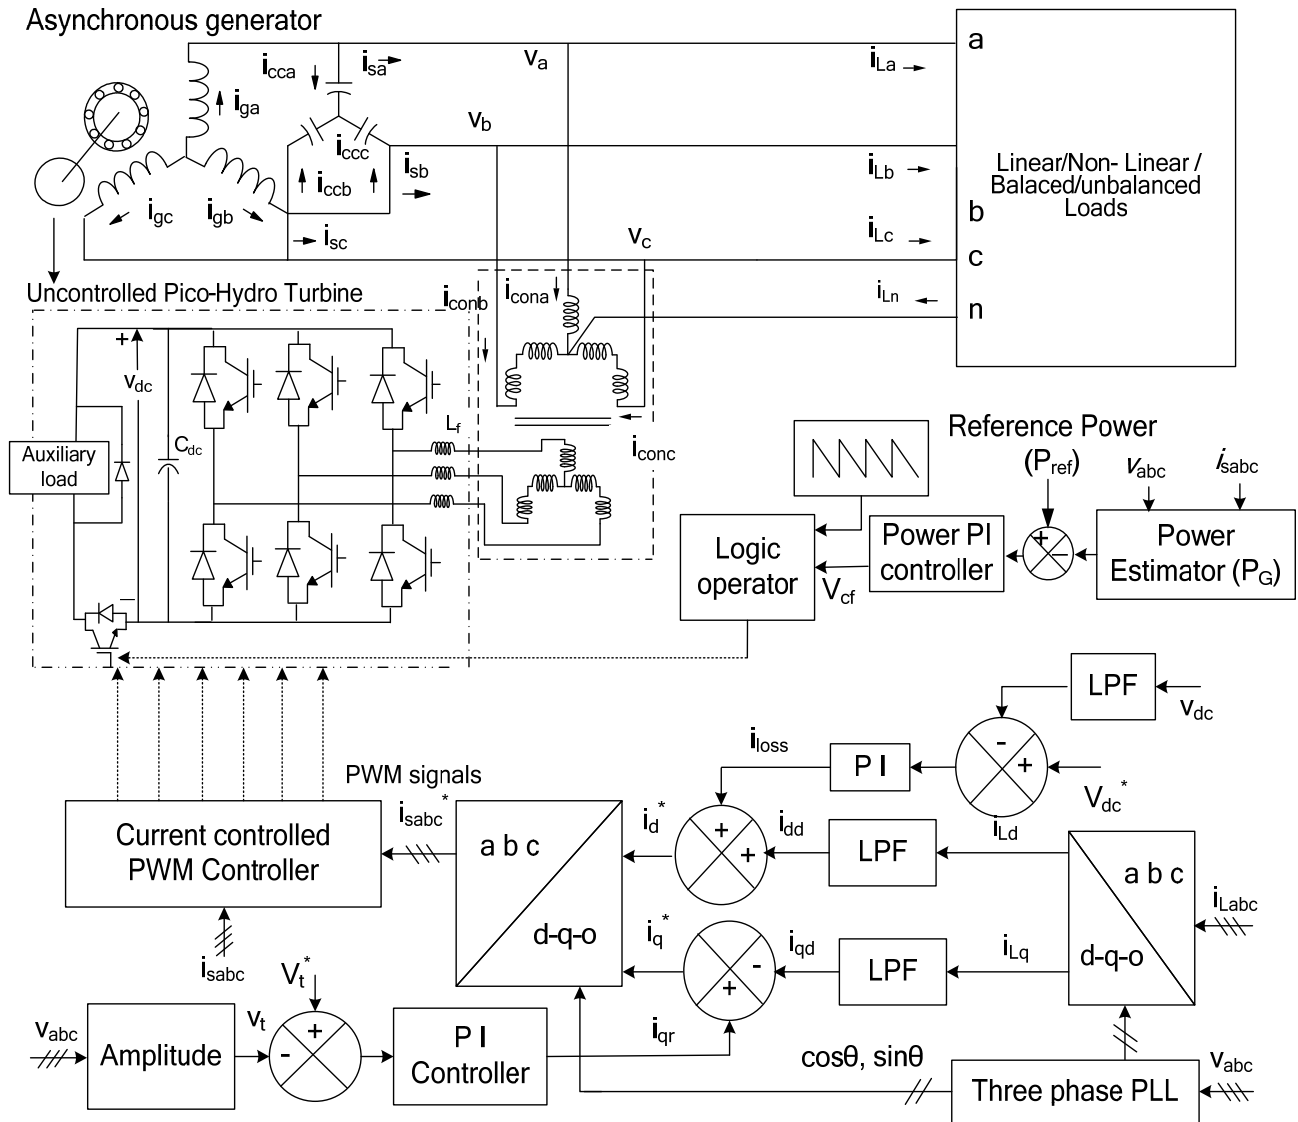 Asynchronous generator
i_cca
i_sa
v_a
i_La
a
i_ga
v_b
i_ccc
i_ccb
i_sb
i_Lb
Linear/Non- Linear /
Balaced/unbalanced
Loads
b
i_gc
i_gb
i_sc
v_c
i_Lc
c
Uncontrolled Pico-Hydro Turbine
i_conb
i_cona
i_Ln
n
+
v_dc
C_dc
L_f
i_conc
Auxiliary
load
−
Reference Power
(P_ref)
v_abc
i_sabc
Logic
operator
V_cf
Power PI
controller
+
−
Power
Estimator (P_G)
LPF
v_dc
-
+
V_dc*
i_loss
P I
PWM signals
i_sabc*
Current controlled
PWM Controller
i_sabc
a b c
d-q-o
i_d*
+
+
i_dd
LPF
i_Ld
a b c
d-q-o
i_Labc
i_q*
-
+
i_qd
LPF
i_Lq
V_t*
v_abc
Amplitude
v_t
+
-
P I
Controller
i_qr
cosθ, sinθ
Three phase PLL
v_abc